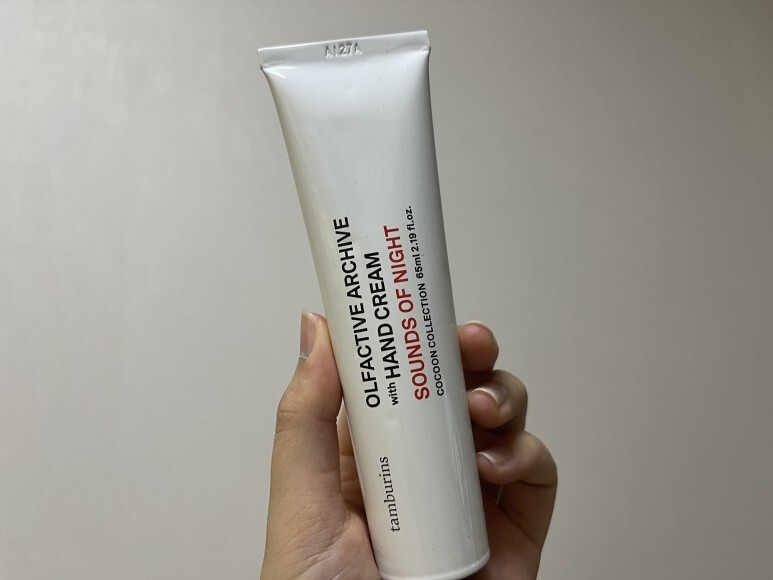 A127A
OLFACTIVE ARCHIVE
with HAND CREAM
SOUNDS OF NIGHT
COCOON COLLECTION 65ml 2.19 fl.oz.
tamburins